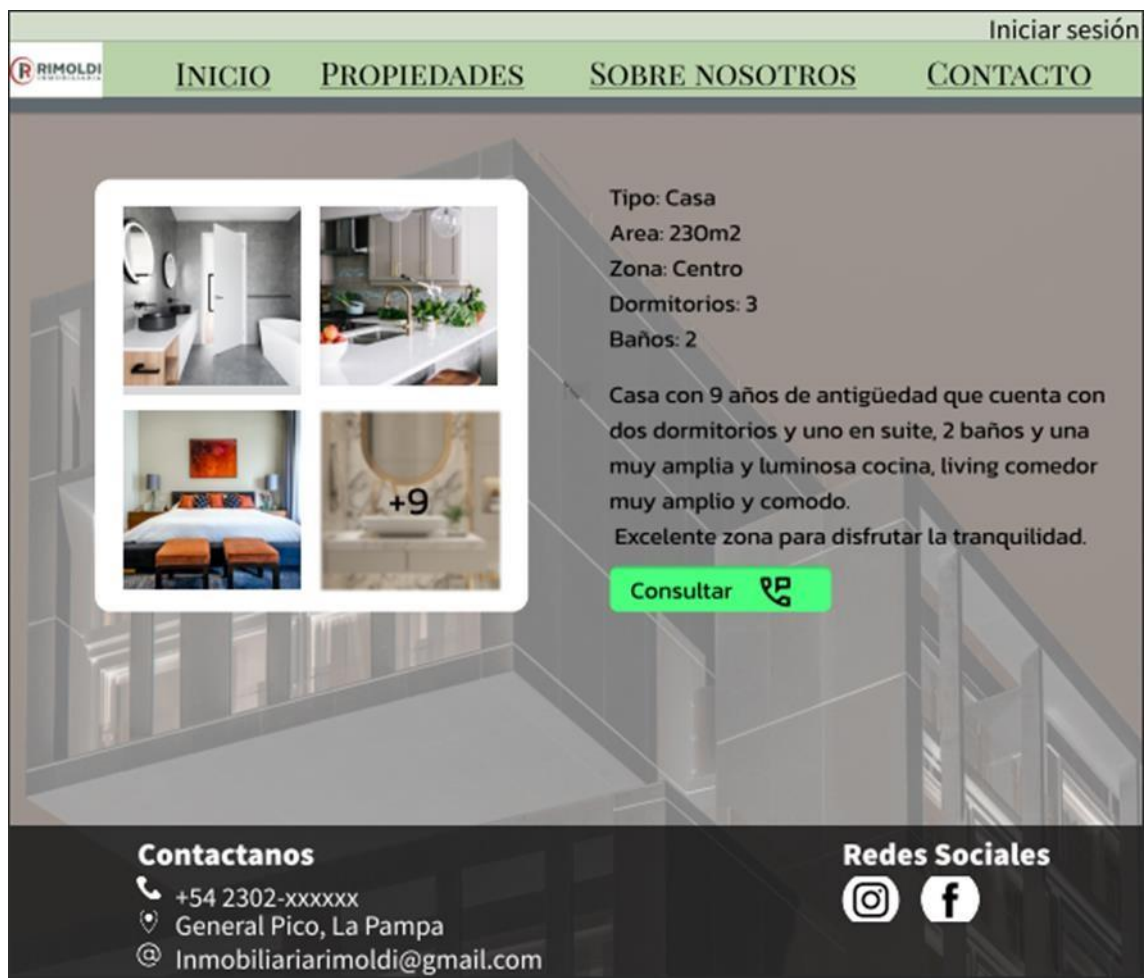 Iniciar sesión
RIMOLDI
INMOBILIARIA
INICIO PROPIEDADES SOBRE NOSOTROS CONTACTO
Tipo: Casa
Area: 230m2
Zona: Centro
Dormitorios: 3
Baños: 2
Casa con 9 años de antigüedad que cuenta con
dos dormitorios y uno en suite, 2 baños y una
muy amplia y luminosa cocina, living comedor
muy amplio y comodo.
Excelente zona para disfrutar la tranquilidad.
+9
Consultar
Contactanos
+54 2302-xxxxxx
General Pico, La Pampa
Inmobiliariarimoldi@gmail.com
Redes Sociales